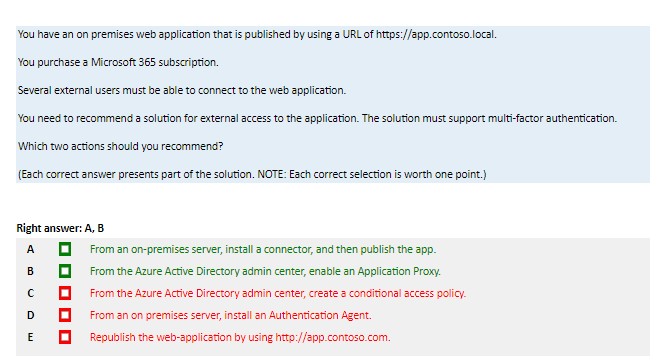 You have an on premises web application that is published by using a URL of https://app.contoso.local.
You purchase a Microsoft 365 subscription.
Several external users must be able to connect to the web application.
You need to recommend a solution for external access to the application. The solution must support multi-factor authentication.
Which two actions should you recommend?
(Each correct answer presents part of the solution. NOTE: Each correct selection is worth one point.)
Right answer: A, B
A From an on-premises server, install a connector, and then publish the app.
B From the Azure Active Directory admin center, enable an Application Proxy.
C From the Azure Active Directory admin center, create a conditional access policy.
D From an on premises server, install an Authentication Agent.
E Republish the web-application by using http://app.contoso.com.